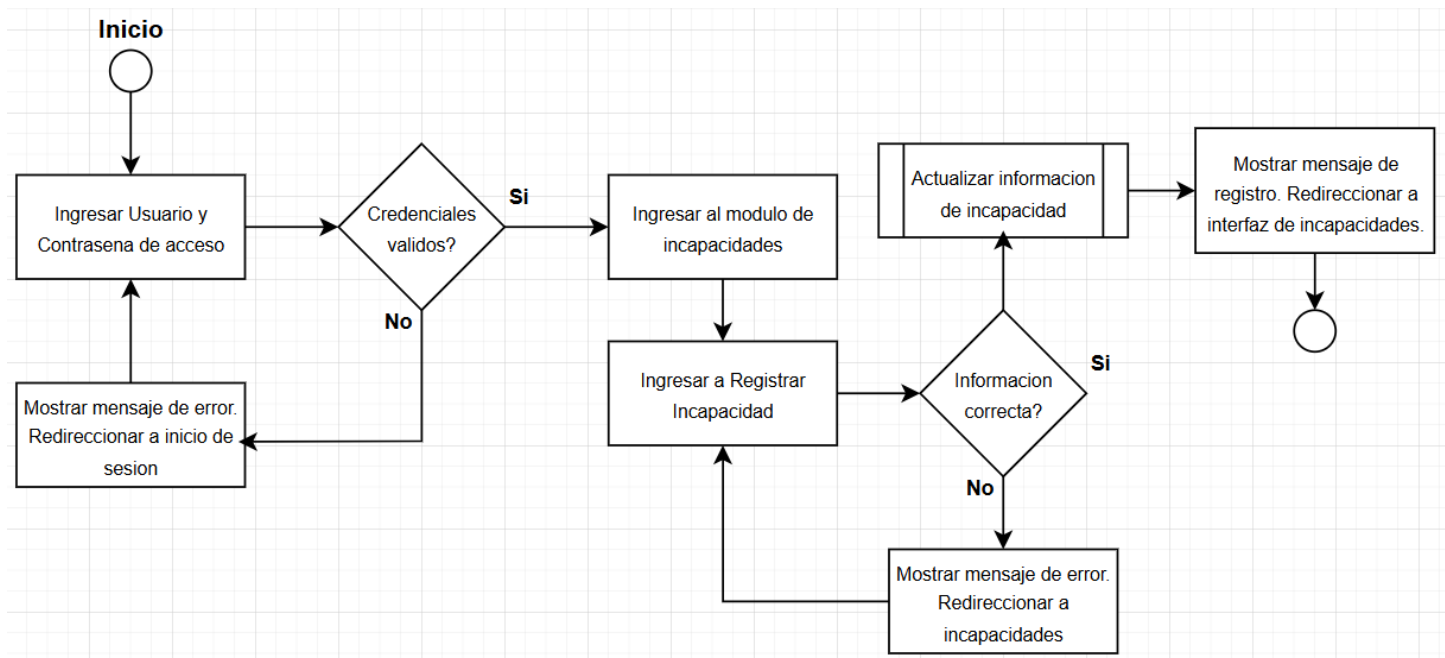 Inicio
Ingresar Usuario y
Contrasena de acceso
Credenciales
validos?
Si
No
Mostrar mensaje de error.
Redireccionar a inicio de
sesion
Ingresar al modulo de
incapacidades
Ingresar a Registrar
Incapacidad
Informacion
correcta?
Si
No
Mostrar mensaje de error.
Redireccionar a
incapacidades
Actualizar informacion
de incapacidad
Mostrar mensaje de
registro. Redireccionar a
interfaz de incapacidades.